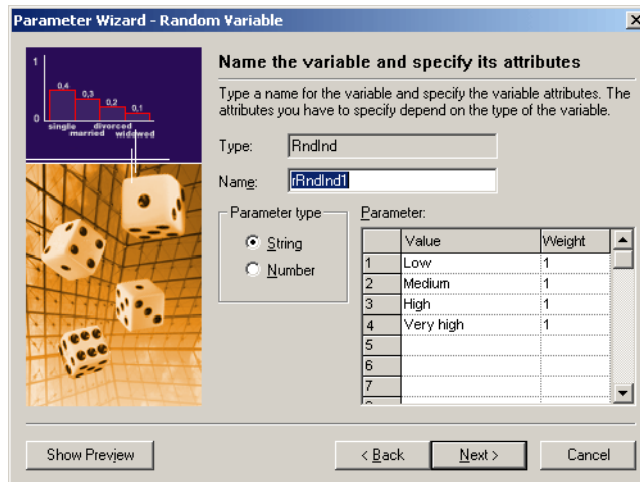 Parameter Wizard - Random Variable
1
0,4
0,3
0,2
0,1
0
single
married
divorced
widowed
Name the variable and specify its attributes
Type a name for the variable and specify the variable attributes. The
attributes you have to specify depend on the type of the variable.
Type: RndInd
Name: rRndInd1
Parameter type
String
Number
Parameter:
Value Weight
1 Low 1
2 Medium 1
3 High 1
4 Very high 1
5
6
7
Show Preview
< Back
Next >
Cancel